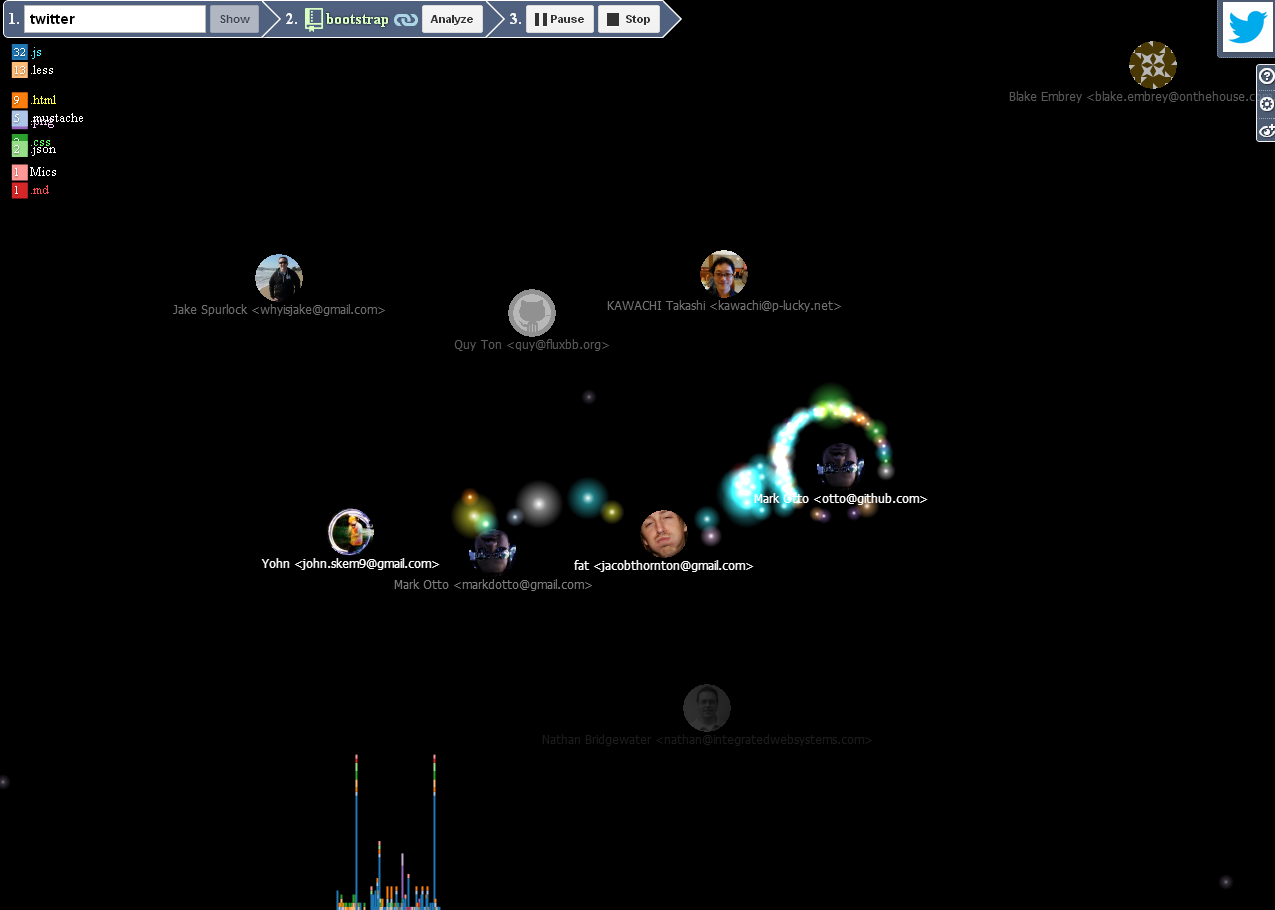 1. twitter Show 2. bootstrap Analyze 3. Pause Stop
32 .js
13 .less
9 .html
5 .mustache
.png
.css
2 .json
1 Mics
1 .md
Blake Embrey <blake.embrey@onthehouse.c
Jake Spurlock <whyisjake@gmail.com>
KAWACHI Takashi <kawachi@p-lucky.net>
Quy Ton <quy@fluxbb.org>
Mark Otto <otto@github.com>
Yohn <john.skem9@gmail.com>
fat <jacobthornton@gmail.com>
Mark Otto <markdotto@gmail.com>
Nathan Bridgewater <nathan@integratedwebsystems.com>